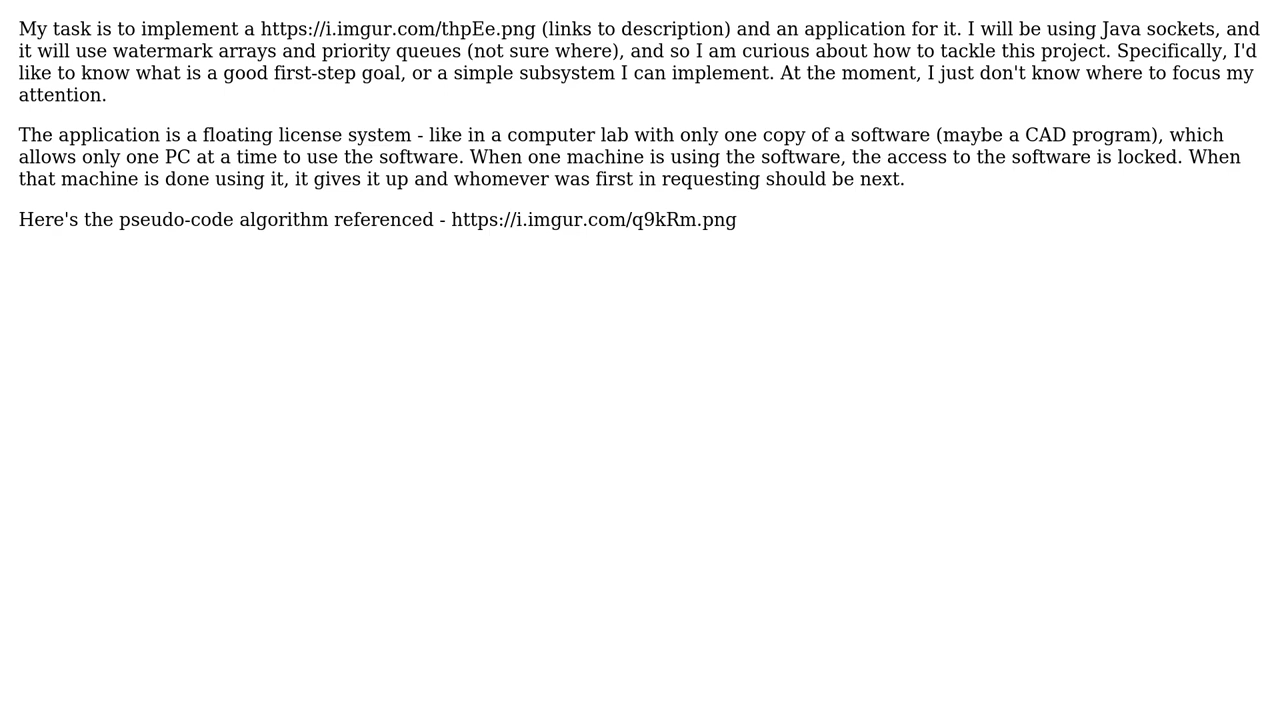 My task is to implement a https://i.imgur.com/thpEe.png (links to description) and an application for it. I will be using Java sockets, and
it will use watermark arrays and priority queues (not sure where), and so I am curious about how to tackle this project. Specifically, I'd
like to know what is a good first-step goal, or a simple subsystem I can implement. At the moment, I just don't know where to focus my
attention.
The application is a floating license system - like in a computer lab with only one copy of a software (maybe a CAD program), which
allows only one PC at a time to use the software. When one machine is using the software, the access to the software is locked. When
that machine is done using it, it gives it up and whomever was first in requesting should be next.
Here's the pseudo-code algorithm referenced - https://i.imgur.com/q9kRm.png